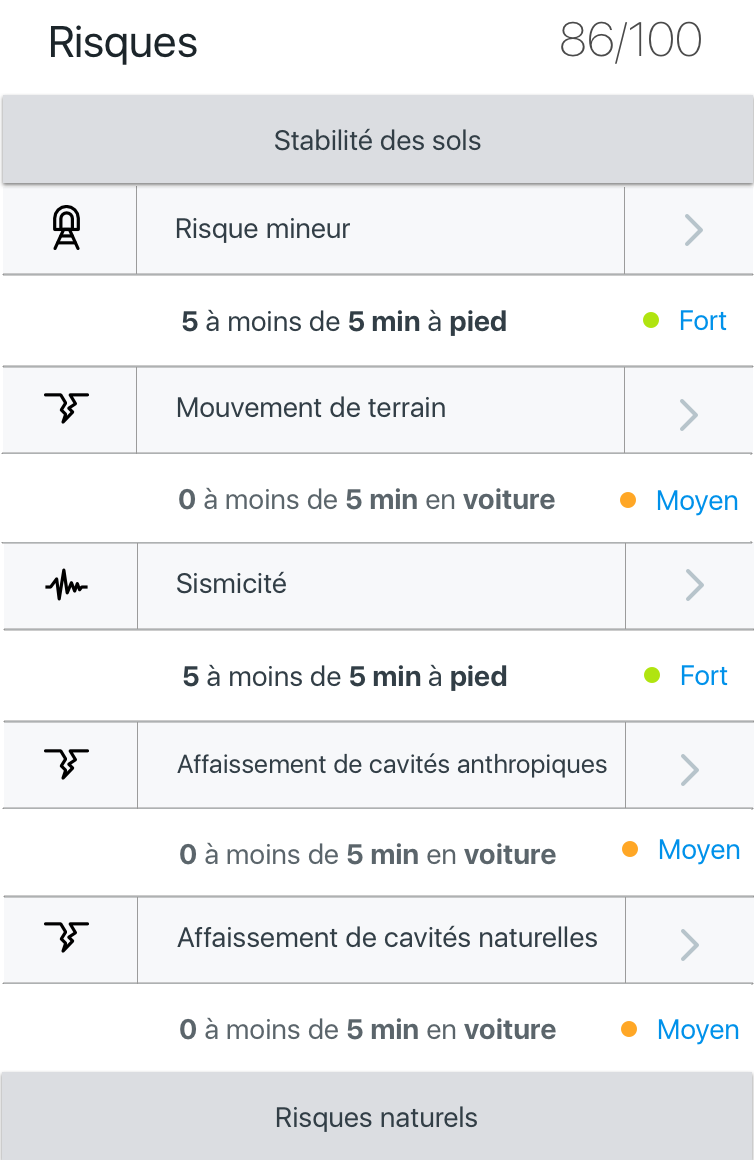 Risques
86/100
Stabilité des sols
Risque mineur
5 à moins de 5 min à pied
Fort
Mouvement de terrain
0 à moins de 5 min en voiture
Moyen
Sismicité
5 à moins de 5 min à pied
Fort
Affaissement de cavités anthropiques
0 à moins de 5 min en voiture
Moyen
Affaissement de cavités naturelles
0 à moins de 5 min en voiture
Moyen
Risques naturels